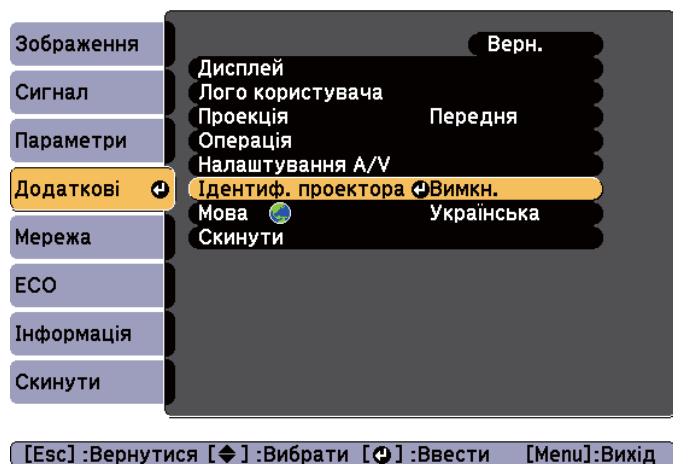 Зображення
Сигнал
Параметри
Додаткові
Мережа
ECO
Інформація
Скинути
Верн.
Дисплей
Лого користувача
Проекція Передня
Операція
Налаштування A/V
Ідентиф. проектора Вимкн.
Мова Українська
Скинути
[Esc] :Вернутися [] :Вибрати [] :Ввести [Menu]:Вихід